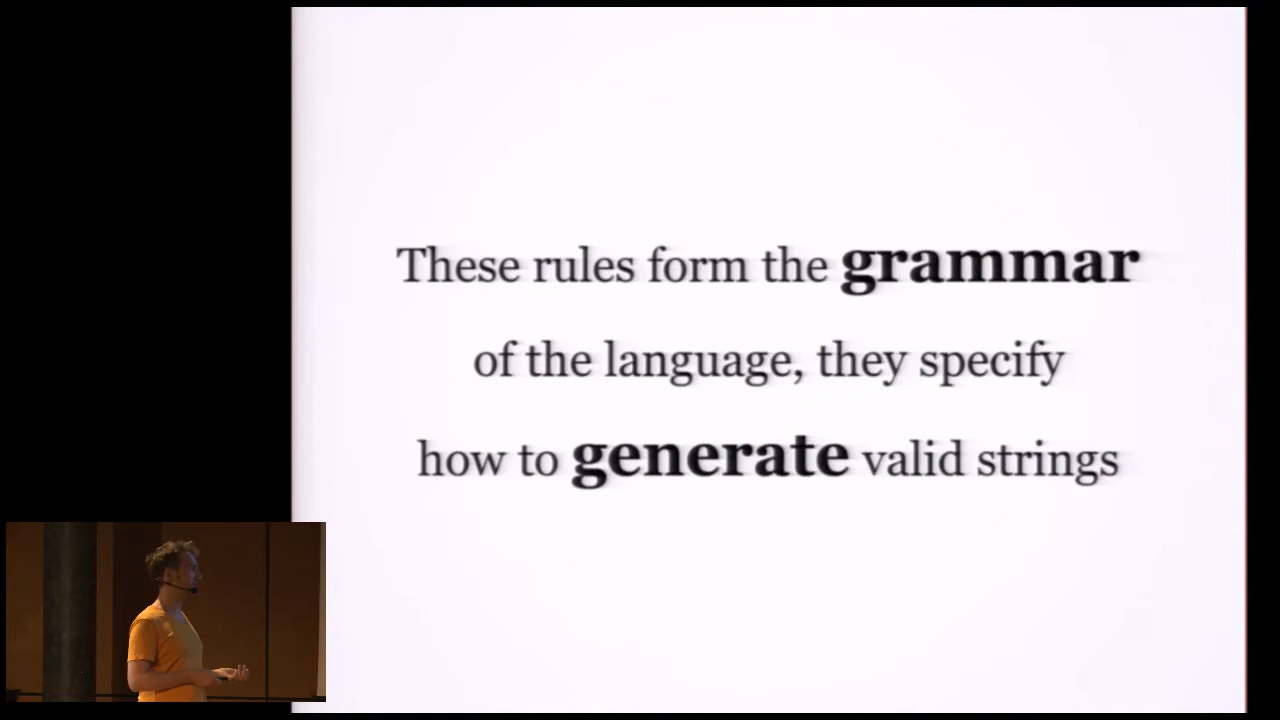 These rules form the grammar
of the language, they specify
how to generate valid strings